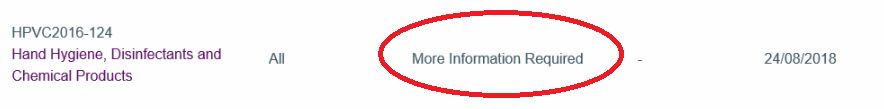 HPVC2016-124
Hand Hygiene, Disinfectants and
Chemical Products
All
More Information Required
-
24/08/2018